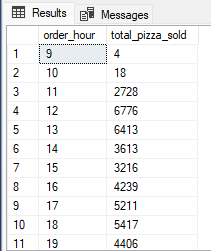 Results Messages
order_hour total_pizza_sold
1 9 4
2 10 18
3 11 2728
4 12 6776
5 13 6413
6 14 3613
7 15 3216
8 16 4239
9 17 5211
10 18 5417
11 19 4406